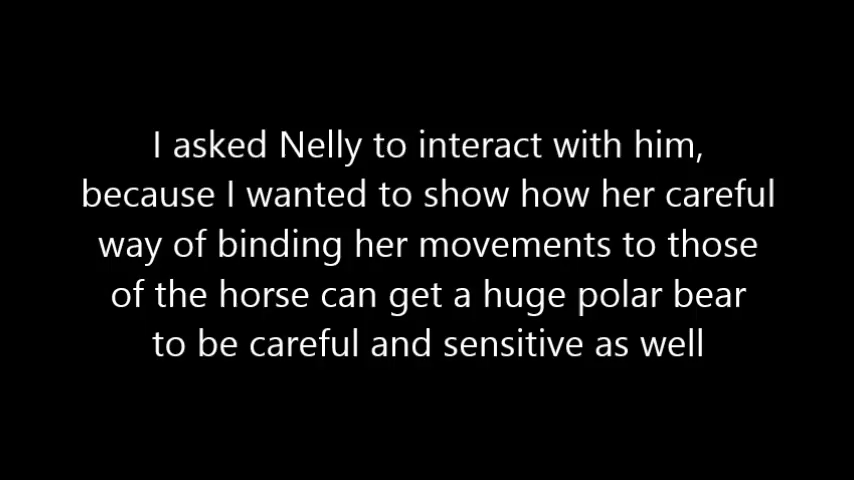 I asked Nelly to interact with him,
because I wanted to show how her careful
way of binding her movements to those
of the horse can get a huge polar bear
to be careful and sensitive as well